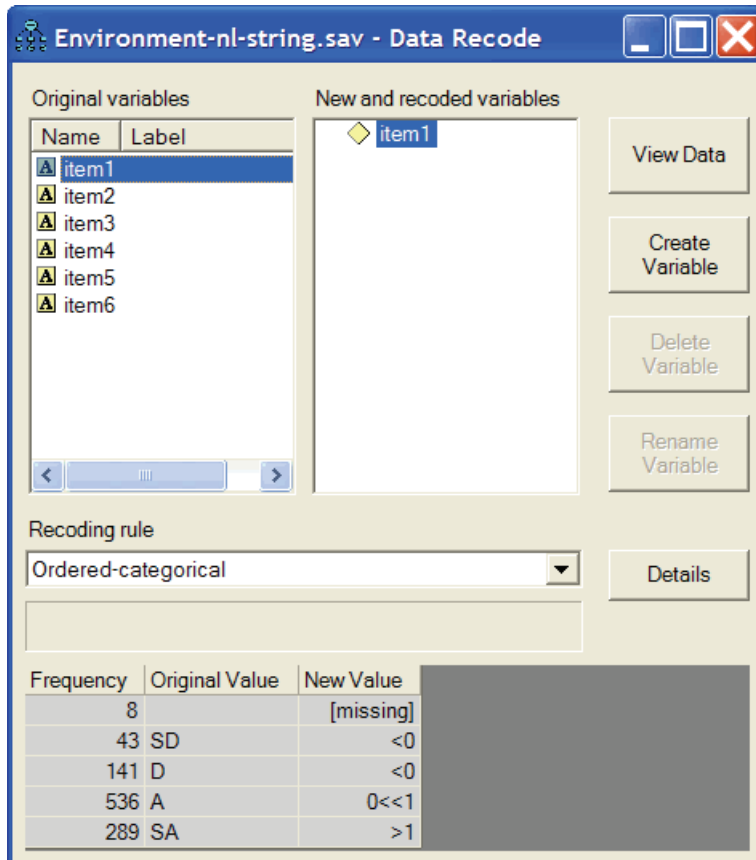 Environment-nl-string.sav - Data Recode
Original variables
New and recoded variables
Name Label
item1
item2
item3
item4
item5
item6
item1
View Data
Create
Variable
Delete
Variable
Rename
Variable
Recoding rule
Ordered-categorical
Details
Frequency Original Value New Value
8 [missing]
43 SD <0
141 D <0
536 A 0<<1
289 SA >1